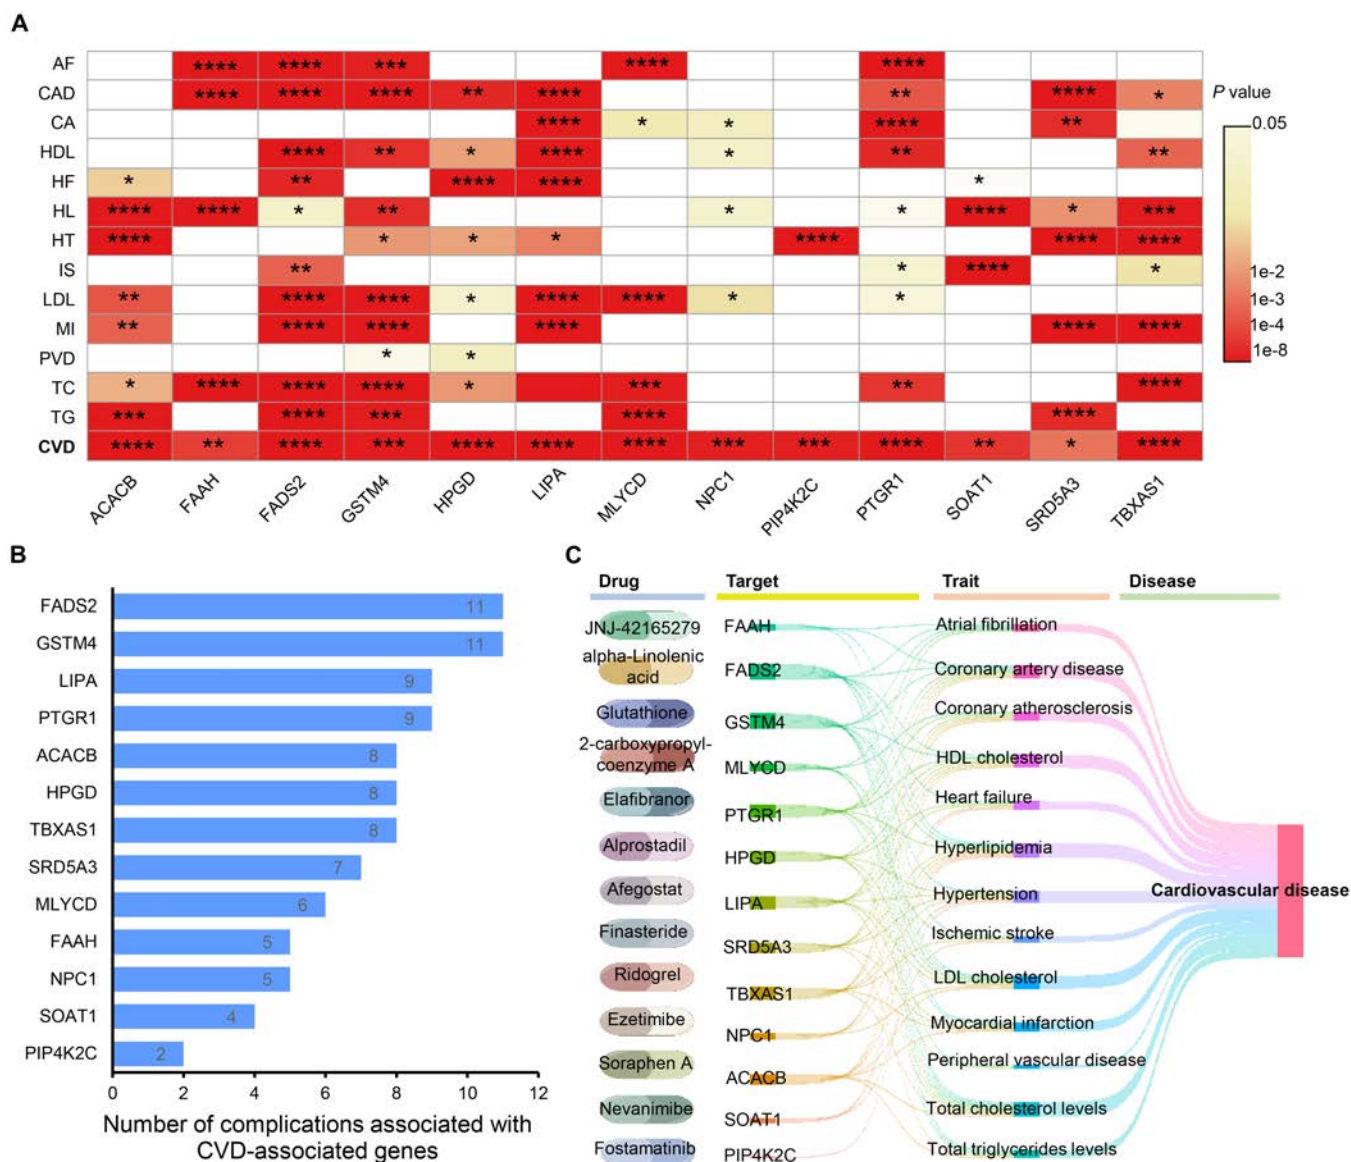 A
AF **** **** *** **** ****
CAD **** **** **** ** **** ** **** *
CA **** * * **** **
HDL **** ** * **** * ** **
HF * ** **** **** *
HL **** **** * ** * * **** * ***
HT **** * * * **** **** ****
IS ** * **** *
LDL ** **** **** * **** **** * *
MI ** **** **** **** **** ****
PVD * *
TC * **** **** **** * *** ** ****
TG *** **** *** **** ****
CVD **** ** **** *** **** **** **** *** *** **** ** * ****
ACACB FAAH FADS2 GSTM4 HPGD LIPA MLYCD NPC1 PIP4K2C PTGR1 SOAT1 SRD5A3 TBXAS1
P value
0.05
1e-2
1e-3
1e-4
1e-8
B
FADS2 11
GSTM4 11
LIPA 9
PTGR1 9
ACACB 8
HPGD 8
TBXAS1 8
SRD5A3 7
MLYCD 6
FAAH 5
NPC1 5
SOAT1 4
PIP4K2C 2
0 2 4 6 8 10 12
Number of complications associated with
CVD-associated genes
C
Drug Target Trait Disease
JNJ-42165279
alpha-Linolenic
acid
Glutathione
2-carboxypropyl-
coenzyme A
Elafibranor
Alprostadil
Afegostat
Finasteride
Ridogrel
Ezetimibe
Soraphen A
Nevanimibe
Fostamatinib
FAAH
FADS2
GSTM4
MLYCD
PTGR1
HPGD
LIPA
SRD5A3
TBXAS1
NPC1
ACACB
SOAT1
PIP4K2C
Atrial fibrillation
Coronary artery disease
Coronary atherosclerosis
HDL cholesterol
Heart failure
Hyperlipidemia
Hypertension
Ischemic stroke
LDL cholesterol
Myocardial infarction
Peripheral vascular disease
Total cholesterol levels
Total triglycerides levels
Cardiovascular disease